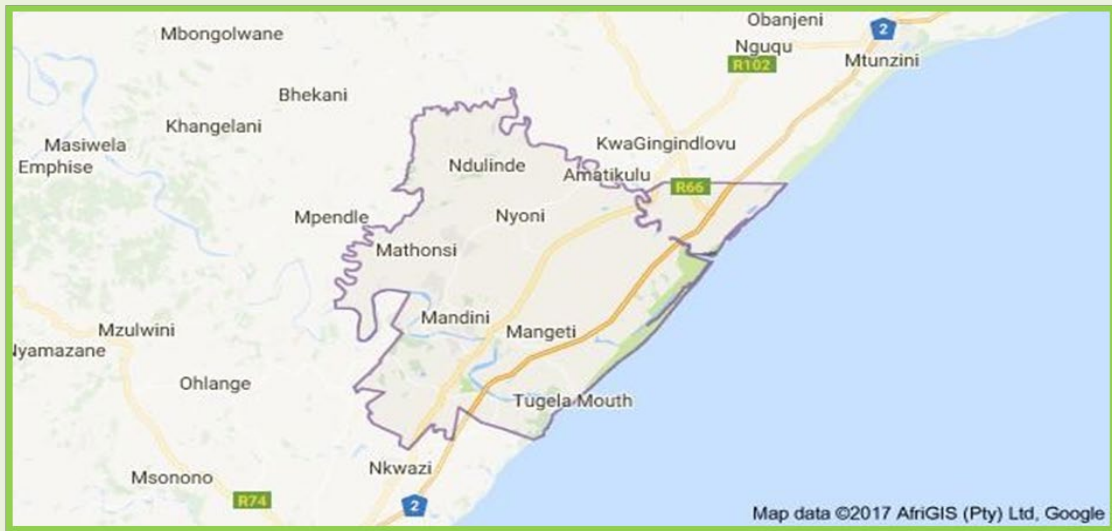 Obanjeni
2
Mbongolwane
Nguqu
R102
Mtunzini
Bhekani
Khangelani
Masiwela
Emphise
KwaGingindlovu
Ndulinde
Amatikulu
R66
Mpendle
Nyoni
Mathonsi
Mandini
Mangeti
Mzulwini
Nyamazane
Ohlange
Tugela Mouth
Nkwazi
Msonono
R74
2
Map data ©2017 AfriGIS (Pty) Ltd, Google